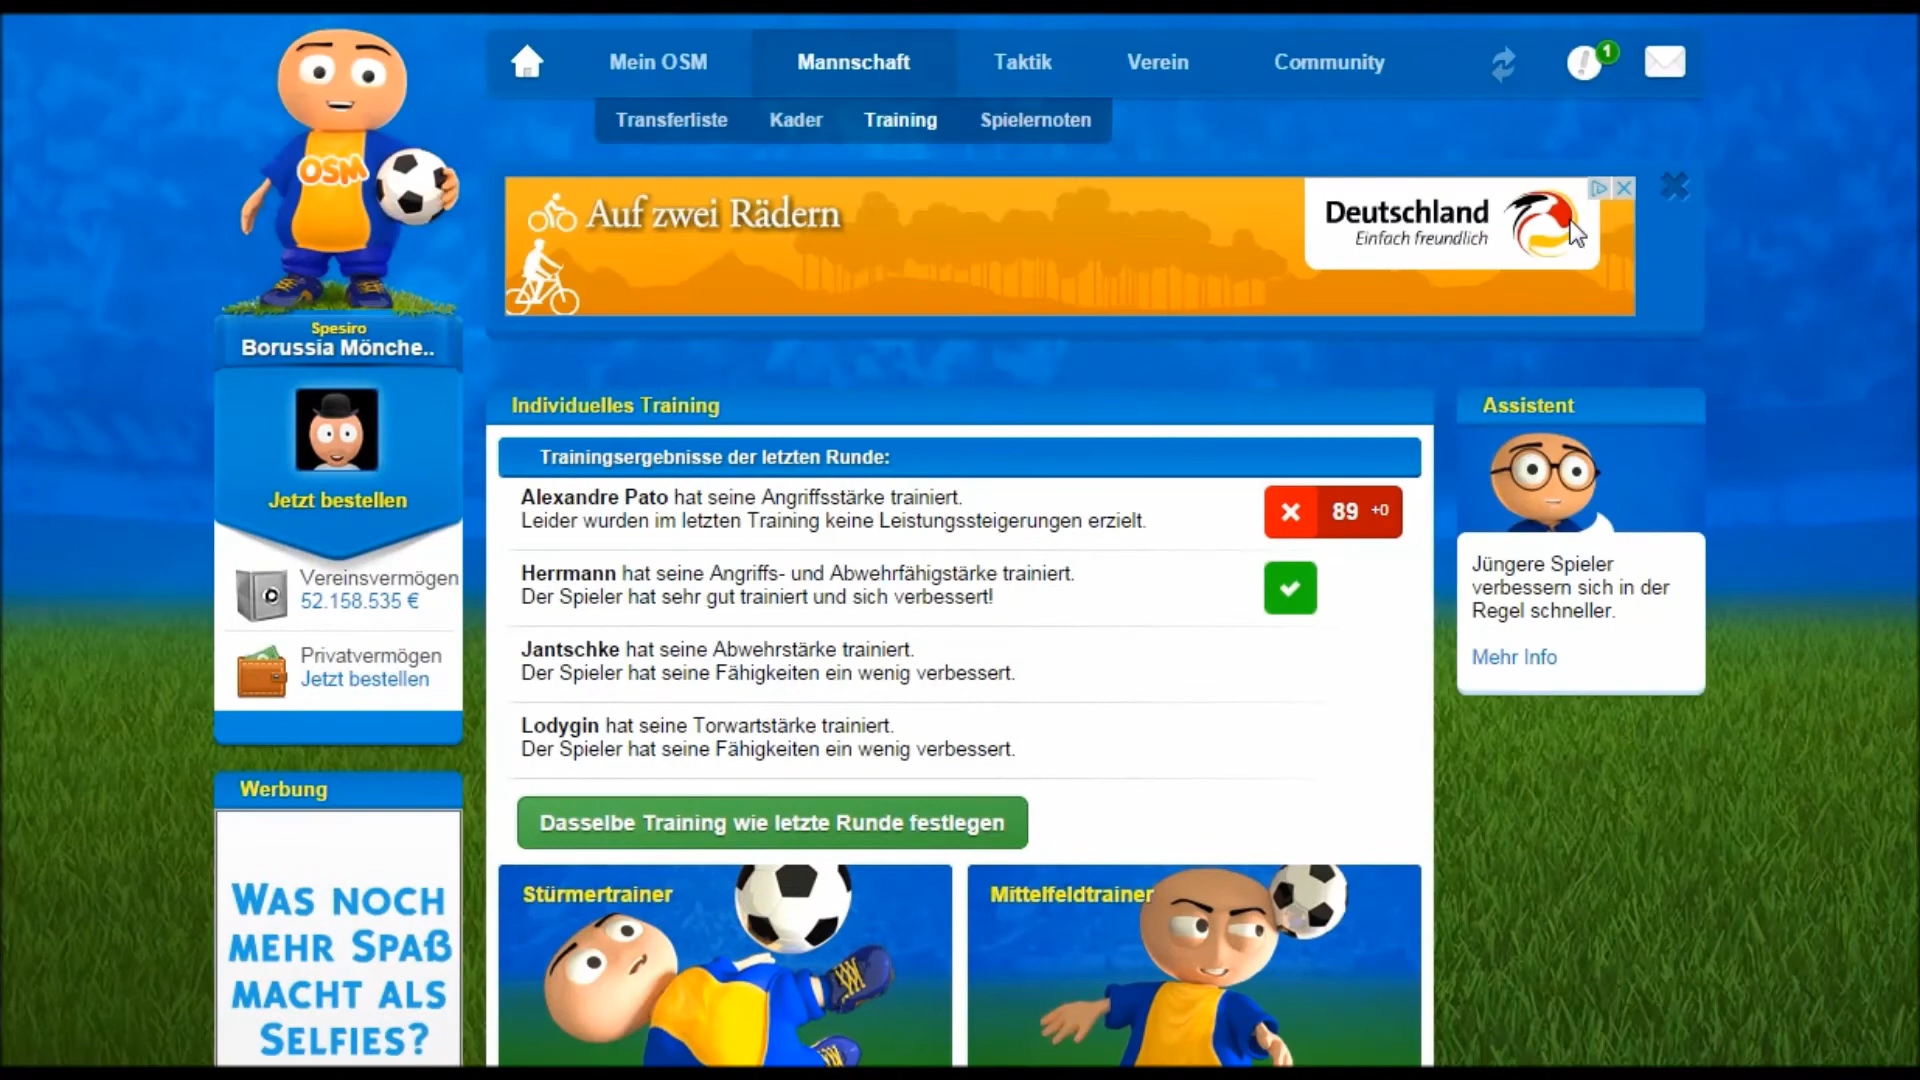 Mein OSM
Mannschaft
Taktik
Verein
Community
1
Transferliste
Kader
Training
Spielernoten
OSM
Auf zwei Rädern
Deutschland
Einfach freundlich
Spesiro
Borussia Mönche..
Jetzt bestellen
Vereinsvermögen
52.158.535 €
Privatvermögen
Jetzt bestellen
Werbung
WAS NOCH
MEHR SPAß
MACHT ALS
SELFIES?
Individuelles Training
Trainingsergebnisse der letzten Runde:
Alexandre Pato hat seine Angriffsstärke trainiert.
Leider wurden im letzten Training keine Leistungssteigerungen erzielt.
89 +0
Herrmann hat seine Angriffs- und Abwehrfähigstärke trainiert.
Der Spieler hat sehr gut trainiert und sich verbessert!
Jantschke hat seine Abwehrstärke trainiert.
Der Spieler hat seine Fähigkeiten ein wenig verbessert.
Lodygin hat seine Torwartstärke trainiert.
Der Spieler hat seine Fähigkeiten ein wenig verbessert.
Dasselbe Training wie letzte Runde festlegen
Stürmertrainer
Mittelfeldtrainer
Assistent
Jüngere Spieler
verbessern sich in der
Regel schneller.
Mehr Info